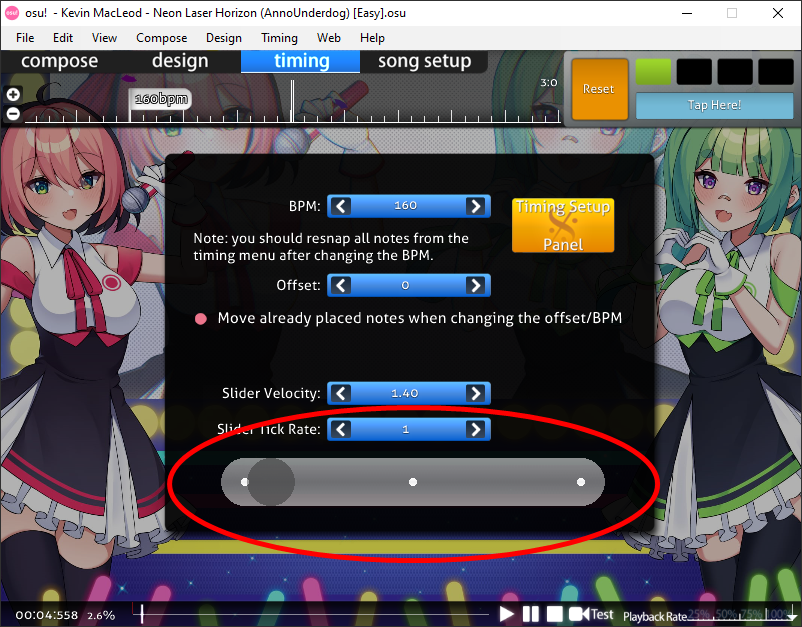 osu! - Kevin MacLeod - Neon Laser Horizon (AnnoUnderdog) [Easy].osu
File Edit View Compose Design Timing Web Help
compose design timing song setup
160bpm
3:0
Reset
Tap Here!
BPM: 160
Timing Setup
Panel
Note: you should resnap all notes from the
timing menu after changing the BPM.
Offset: 0
Move already placed notes when changing the offset/BPM
Slider Velocity: 1.40
Slider Tick Rate: 1
00:04:558 2.6% Test Playback Rate 25% 50% 75% 100%